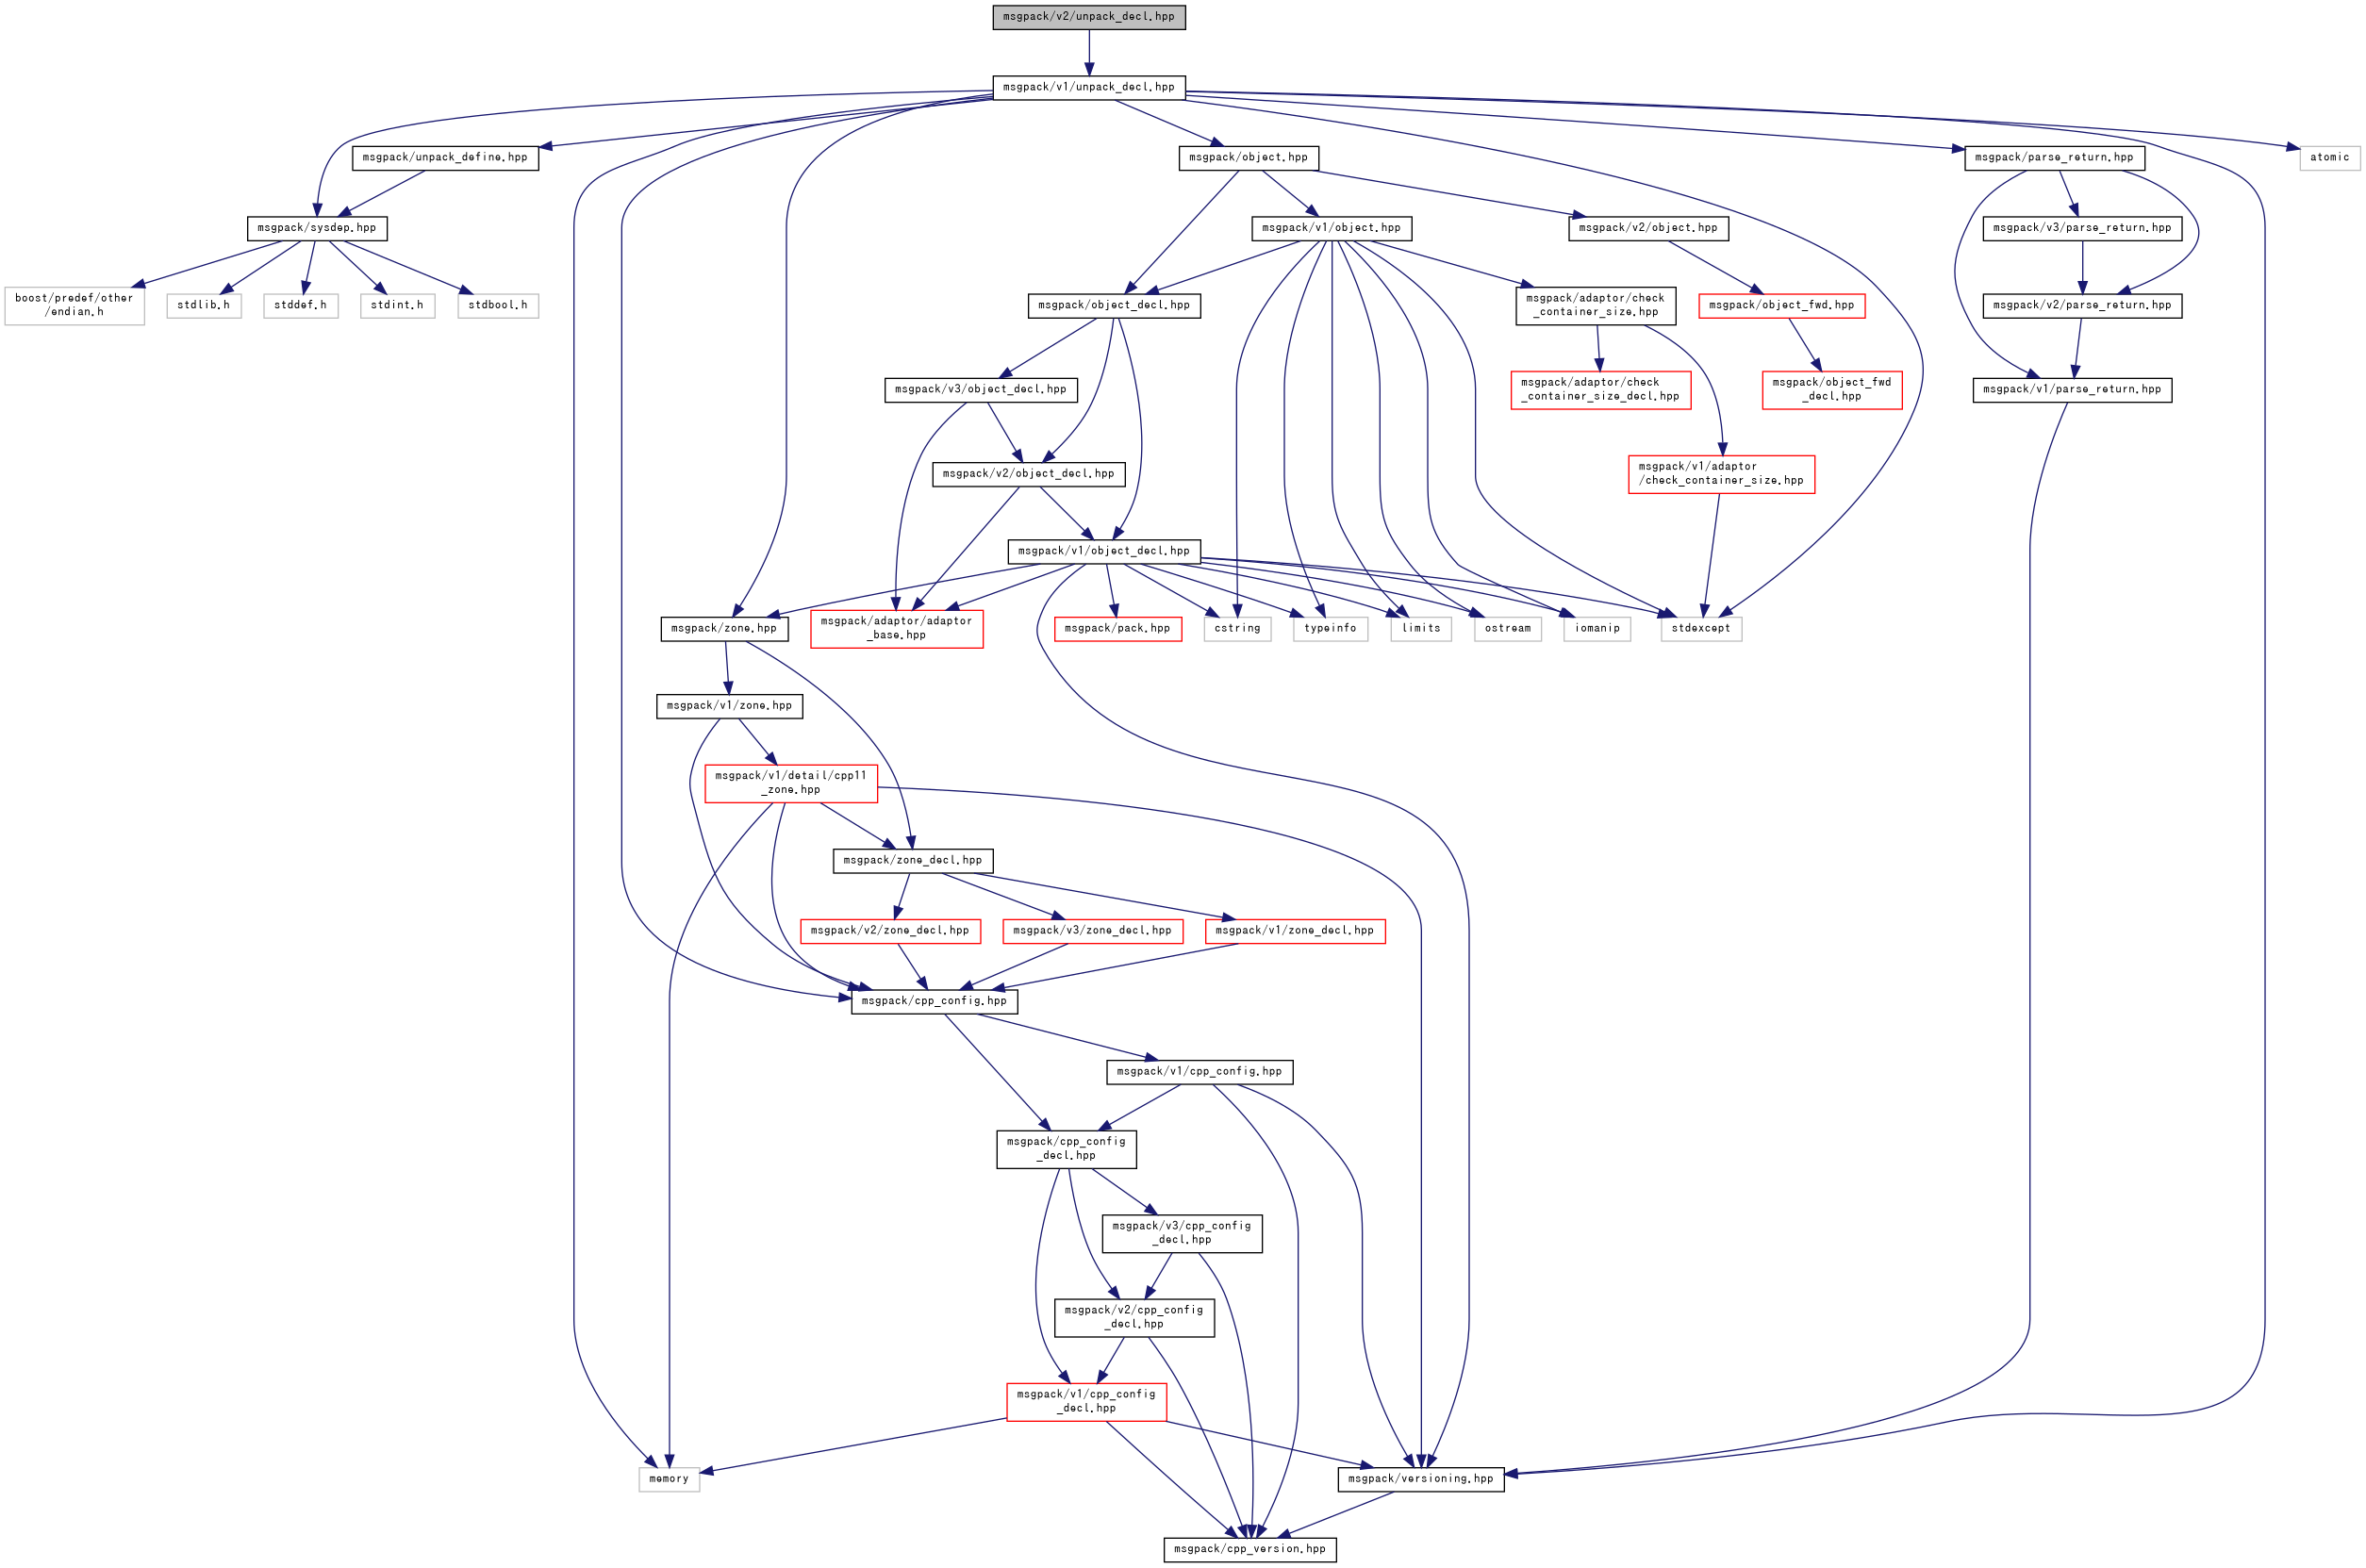 msgpack/v2/unpack_decl.hpp
msgpack/v1/unpack_decl.hpp
msgpack/unpack_define.hpp
msgpack/object.hpp
msgpack/parse_return.hpp
atomic
msgpack/sysdep.hpp
msgpack/v1/object.hpp
msgpack/v2/object.hpp
msgpack/v3/parse_return.hpp
boost/predef/other
/endian.h
stdlib.h
stddef.h
stdint.h
stdbool.h
msgpack/object_decl.hpp
msgpack/adaptor/check
_container_size.hpp
msgpack/object_fwd.hpp
msgpack/v2/parse_return.hpp
msgpack/v3/object_decl.hpp
msgpack/adaptor/check
_container_size_decl.hpp
msgpack/object_fwd
_decl.hpp
msgpack/v1/parse_return.hpp
msgpack/v2/object_decl.hpp
msgpack/v1/adaptor
/check_container_size.hpp
msgpack/v1/object_decl.hpp
msgpack/zone.hpp
msgpack/adaptor/adaptor
_base.hpp
msgpack/pack.hpp
cstring
typeinfo
limits
ostream
iomanip
stdexcept
msgpack/v1/zone.hpp
msgpack/v1/detail/cpp11
_zone.hpp
msgpack/zone_decl.hpp
msgpack/v2/zone_decl.hpp
msgpack/v3/zone_decl.hpp
msgpack/v1/zone_decl.hpp
msgpack/cpp_config.hpp
msgpack/v1/cpp_config.hpp
msgpack/cpp_config
_decl.hpp
msgpack/v3/cpp_config
_decl.hpp
msgpack/v2/cpp_config
_decl.hpp
msgpack/v1/cpp_config
_decl.hpp
memory
msgpack/versioning.hpp
msgpack/cpp_version.hpp